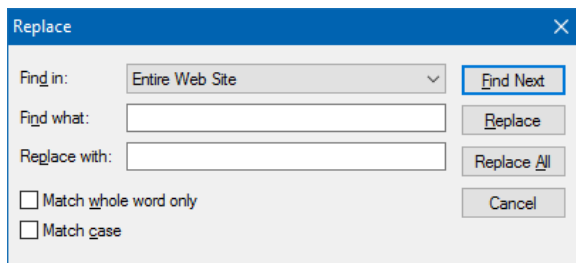 Replace
Find in: Entire Web Site Find Next
Find what: Replace
Replace with: Replace All
Match whole word only Cancel
Match case